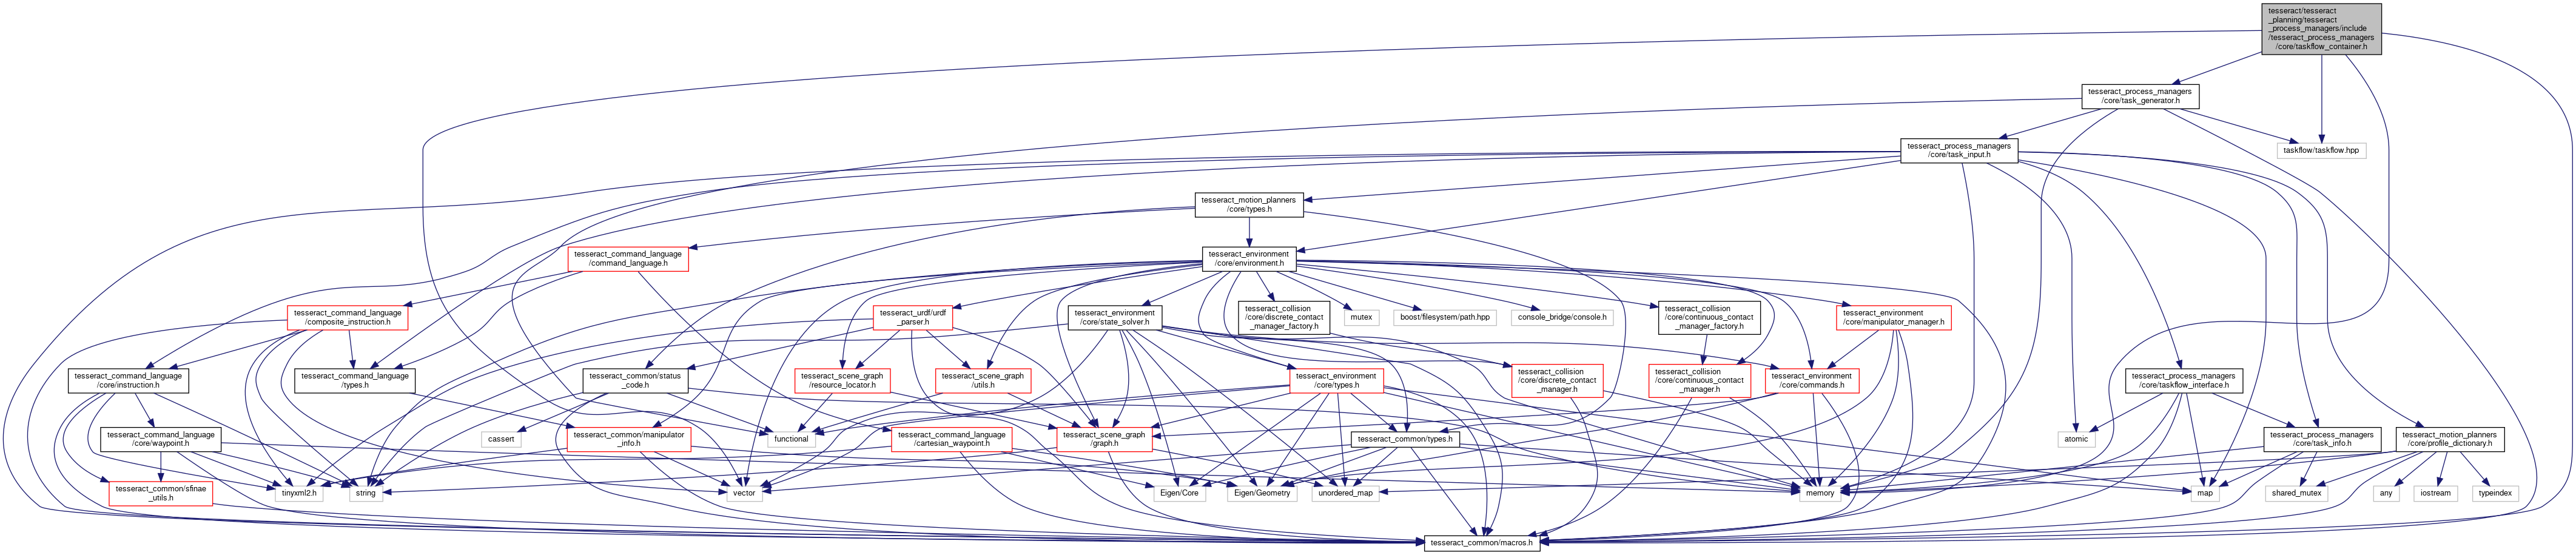 tesseract/tesseract
_planning/tesseract
_process_managers/include
/tesseract_process_managers
/core/taskflow_container.h
tesseract_process_managers
/core/task_generator.h
tesseract_process_managers
/core/task_input.h
taskflow/taskflow.hpp
tesseract_motion_planners
/core/types.h
tesseract_command_language
/command_language.h
tesseract_environment
/core/environment.h
tesseract_command_language
/composite_instruction.h
tesseract_urdf/urdf
_parser.h
tesseract_environment
/core/state_solver.h
tesseract_collision
/core/discrete_contact
_manager_factory.h
mutex
boost/filesystem/path.hpp
console_bridge/console.h
tesseract_collision
/core/continuous_contact
_manager_factory.h
tesseract_environment
/core/manipulator_manager.h
tesseract_command_language
/core/instruction.h
tesseract_command_language
/types.h
tesseract_common/status
_code.h
tesseract_scene_graph
/resource_locator.h
tesseract_scene_graph
/utils.h
tesseract_environment
/core/types.h
tesseract_collision
/core/discrete_contact
_manager.h
tesseract_collision
/core/continuous_contact
_manager.h
tesseract_environment
/core/commands.h
tesseract_process_managers
/core/taskflow_interface.h
tesseract_command_language
/core/waypoint.h
cassert
tesseract_common/manipulator
_info.h
functional
tesseract_command_language
/cartesian_waypoint.h
tesseract_scene_graph
/graph.h
tesseract_common/types.h
atomic
tesseract_process_managers
/core/task_info.h
tesseract_motion_planners
/core/profile_dictionary.h
tesseract_common/sfinae
_utils.h
tinyxml2.h
string
vector
Eigen/Core
Eigen/Geometry
unordered_map
memory
map
shared_mutex
any
iostream
typeindex
tesseract_common/macros.h